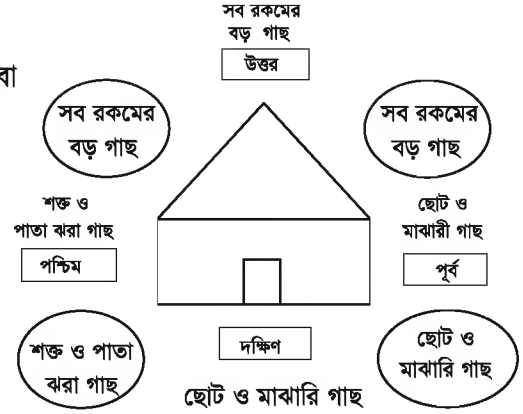 সব রকমের
বড় গাছ
উত্তর
বা
সব রকমের
বড় গাছ
সব রকমের
বড় গাছ
শক্ত ও
পাতা ঝরা গাছ
পশ্চিম
ছোট ও
মাঝারী গাছ
পূর্ব
শক্ত ও পাতা
ঝরা গাছ
দক্ষিণ
ছোট ও মাঝারি গাছ
ছোট ও
মাঝারি গাছ